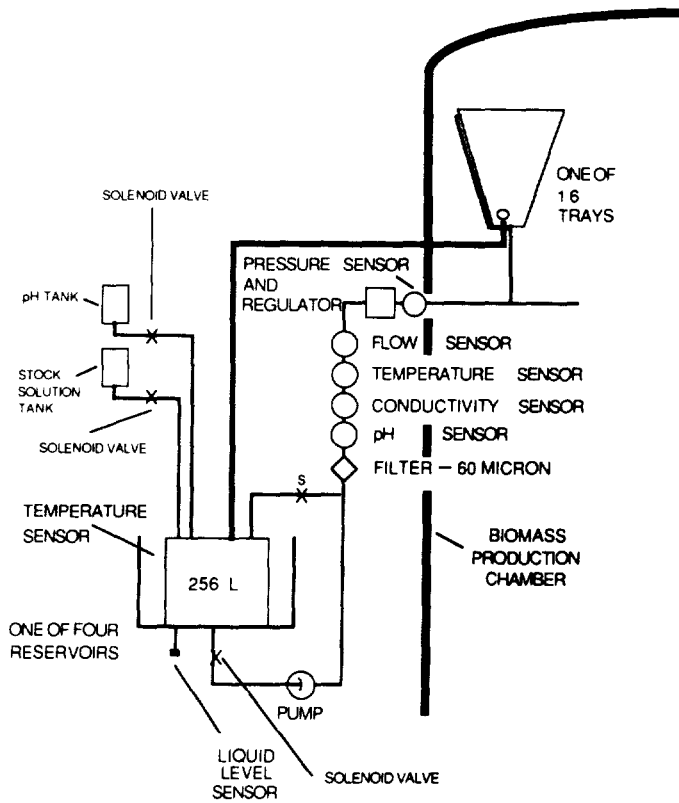 SOLENOID VALVE
ONE OF
16
TRAYS
PRESSURE SENSOR
AND
REGULATOR
pH TANK
FLOW SENSOR
STOCK
SOLUTION
TANK
TEMPERATURE SENSOR
CONDUCTIVITY SENSOR
pH SENSOR
SOLENOID VALVE
FILTER – 60 MICRON
S
TEMPERATURE
SENSOR
BIOMASS
PRODUCTION
CHAMBER
256 L
ONE OF FOUR
RESERVOIRS
PUMP
LIQUID
LEVEL
SENSOR
SOLENOID VALVE